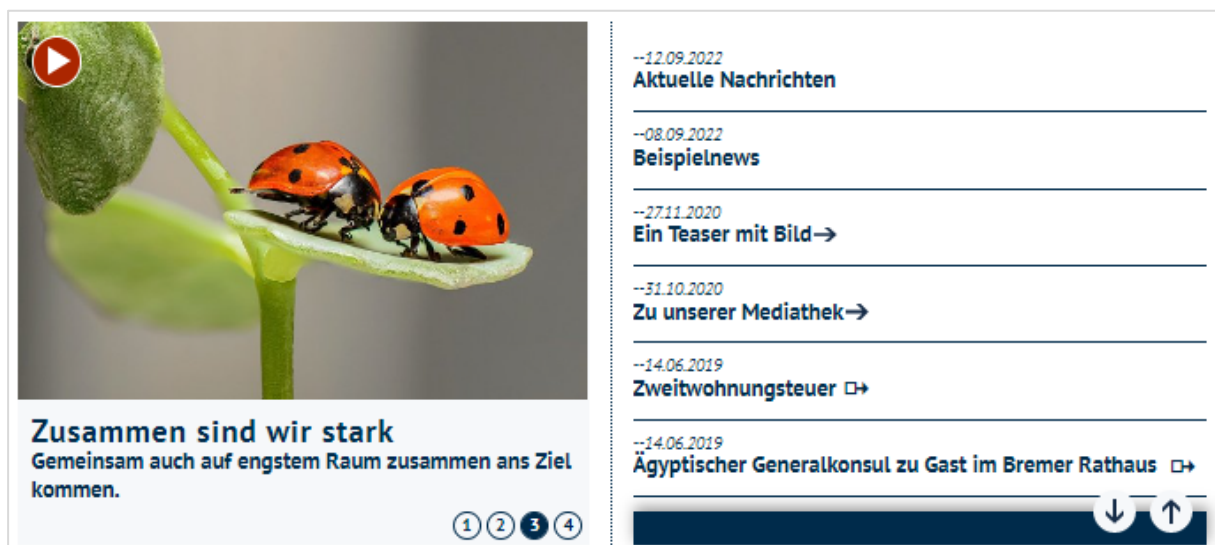 Zusammen sind wir stark
Gemeinsam auch auf engstem Raum zusammen ans Ziel
kommen.
1 2 3 4
--12.09.2022
Aktuelle Nachrichten
--08.09.2022
Beispielnews
--27.11.2020
Ein Teaser mit Bild→
--31.10.2020
Zu unserer Mediathek→
--14.06.2019
Zweitwohnungsteuer
--14.06.2019
Ägyptischer Generalkonsul zu Gast im Bremer Rathaus